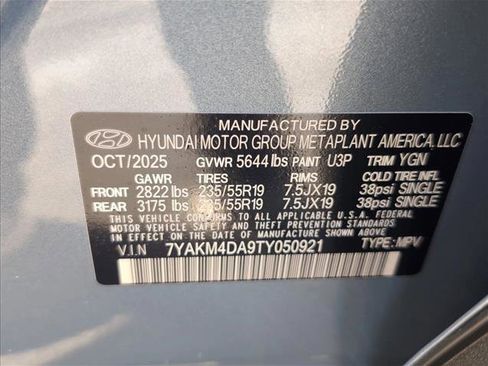 MANUFACTURED BY
HYUNDAI MOTOR GROUP METAPLANT AMERICA, LLC
OCT/2025 GVWR 5644 lbs PAINT U3P TRIM YGN
GAWR TIRES RIMS COLD TIRE INFL
FRONT 2822 lbs 235/55R19 7.5JX19 38psi SINGLE
REAR 3175 lbs 235/55R19 7.5JX19 38psi SINGLE
THIS VEHICLE CONFORMS TO ALL APPLICABLE U.S.A. FEDERAL
MOTOR VEHICLE SAFETY AND THEFT PREVENTION STANDARDS
IN EFFECT ON THE DATE OF MANUFACTURE SHOWN ABOVE.
V.I.N 7YAKM4DA9TY050921 TYPE: MPV